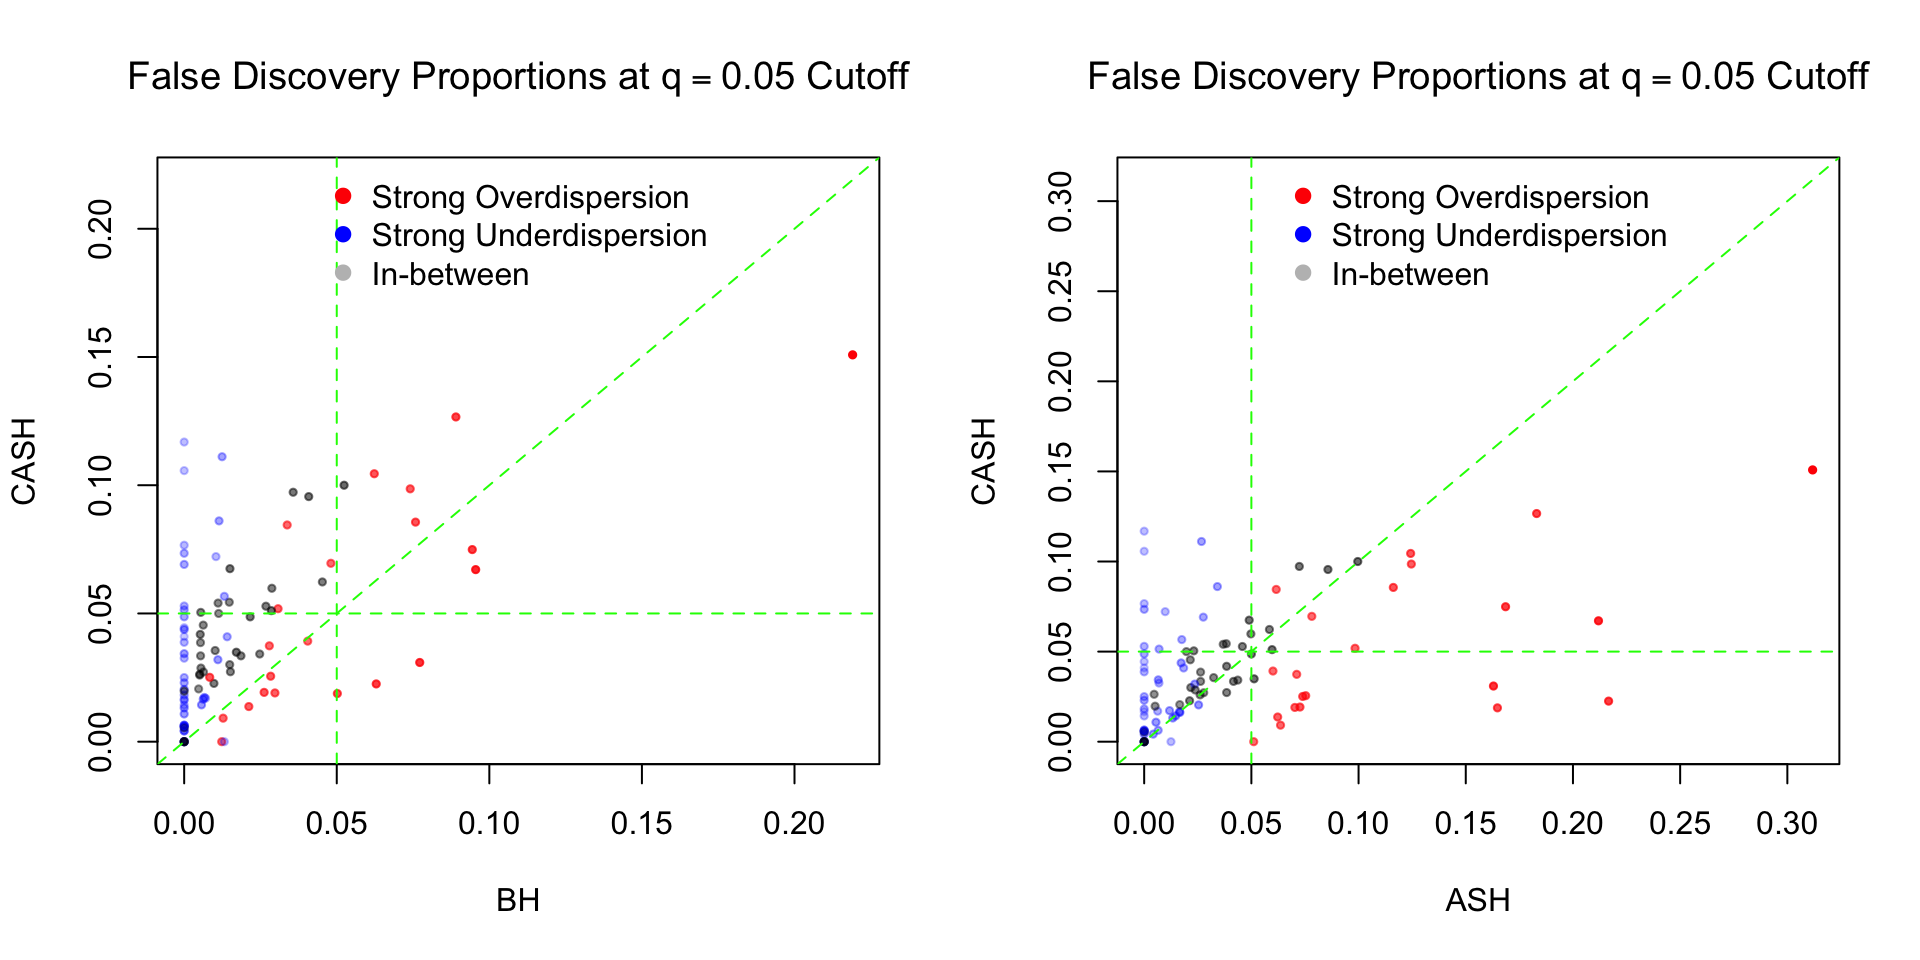 False Discovery Proportions at q = 0.05 Cutoff
Strong Overdispersion
Strong Underdispersion
In-between
CASH
0.20
0.15
0.10
0.05
0.00
0.00 0.05 0.10 0.15 0.20
BH
False Discovery Proportions at q = 0.05 Cutoff
Strong Overdispersion
Strong Underdispersion
In-between
CASH
0.30
0.25
0.20
0.15
0.10
0.05
0.00
0.00 0.05 0.10 0.15 0.20 0.25 0.30
ASH